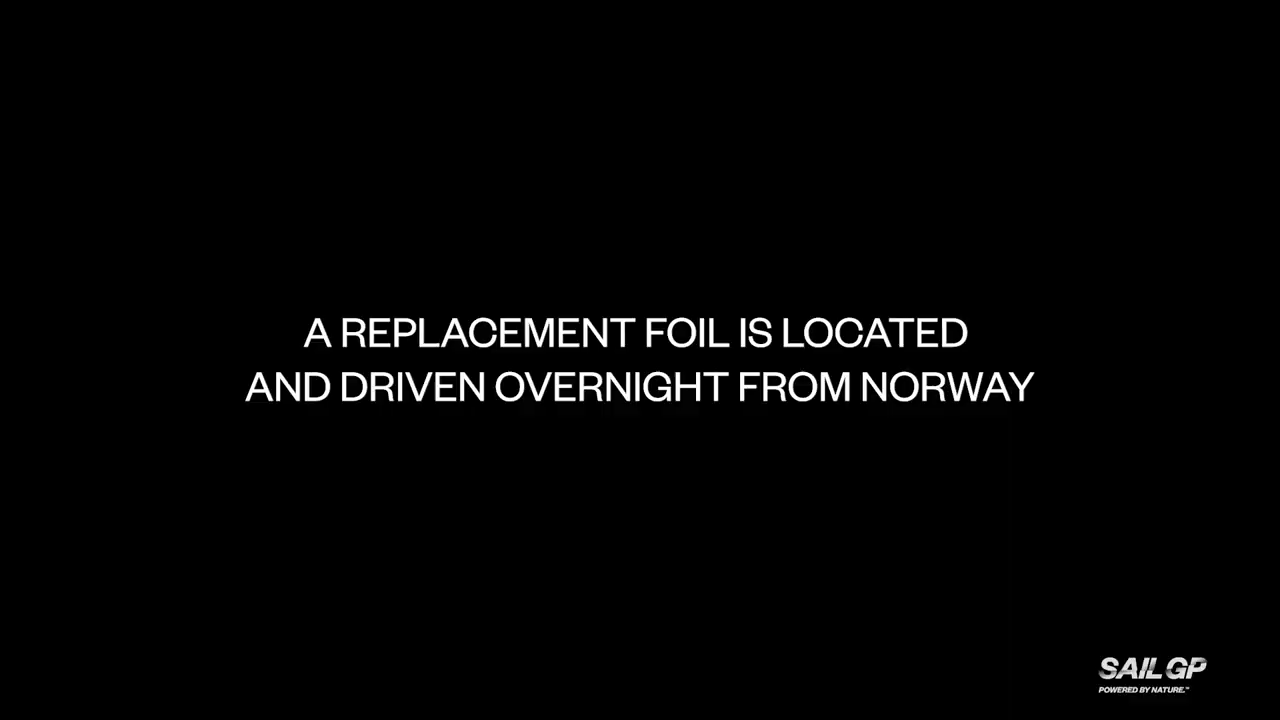 A REPLACEMENT FOIL IS LOCATED
AND DRIVEN OVERNIGHT FROM NORWAY
SAIL GP
POWERED BY NATURE.™